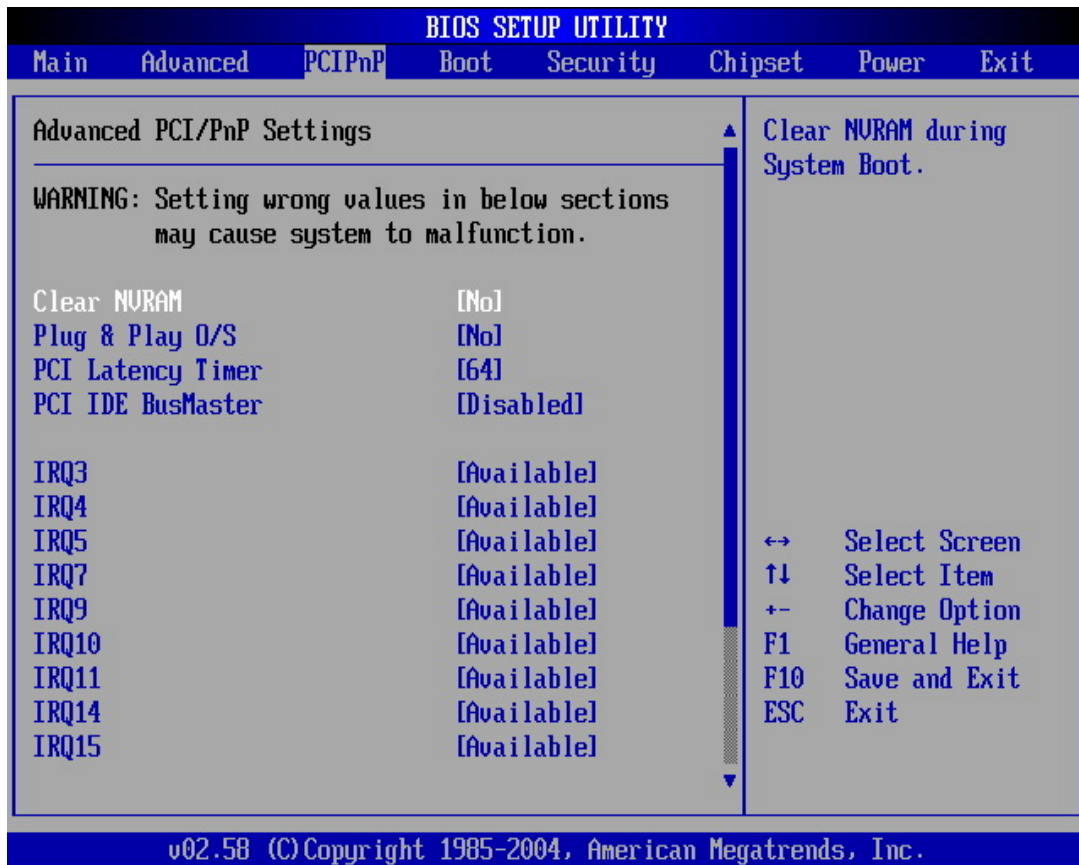 BIOS SETUP UTILITY
Main Advanced PCIPnP Boot Security Chipset Power Exit
Advanced PCI/PnP Settings
WARNING: Setting wrong values in below sections
may cause system to malfunction.
Clear NVRAM [No]
Plug & Play O/S [No]
PCI Latency Timer [64]
PCI IDE BusMaster [Disabled]
IRQ3 [Available]
IRQ4 [Available]
IRQ5 [Available]
IRQ7 [Available]
IRQ9 [Available]
IRQ10 [Available]
IRQ11 [Available]
IRQ14 [Available]
IRQ15 [Available]
Clear NVRAM during
System Boot.
↔ Select Screen
↑↓ Select Item
+- Change Option
F1 General Help
F10 Save and Exit
ESC Exit
v02.58 (C)Copyright 1985-2004, American Megatrends, Inc.